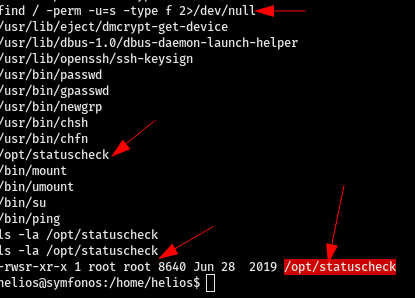 find / -perm -u=s -type f 2>/dev/null
/usr/lib/eject/dmcrypt-get-device
/usr/lib/dbus-1.0/dbus-daemon-launch-helper
/usr/lib/openssh/ssh-keysign
/usr/bin/passwd
/usr/bin/gpasswd
/usr/bin/newgrp
/usr/bin/chsh
/usr/bin/chfn
/opt/statuscheck
/bin/mount
/bin/umount
/bin/su
/bin/ping
ls -la /opt/statuscheck
ls -la /opt/statuscheck
-rwsr-xr-x 1 root root 8640 Jun 28  2019 /opt/statuscheck
helios@symfonos:/home/helios$